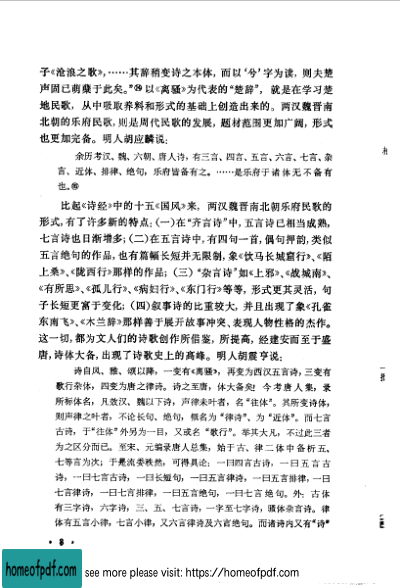 子《沧浪之歌》，……其辞稍变诗之本体，而以‘兮’字为读，则夫楚
声固已萌蘖于此矣。”㉔以《离骚》为代表的“楚辞”，就是在学习楚
地民歌，从中吸取养料和形式的基础上创造出来的。两汉魏晋南
北朝的乐府民歌，则是周代民歌的发展，题材范围更加广阔，形式
也更加完备。明人胡应麟说：
余历考汉、魏、六朝、唐人诗，有三言、四言、五言、六言、七言、杂
言、近体、排律、绝句，乐府皆备有之。……是乐府于诸体无不备有
也。
比起《诗经》中的十五《国风》来，两汉魏晋南北朝乐府民歌的
形式，有了许多新的特点：(一)在“齐言诗”中，五言诗已相当成熟，
七言诗也日渐增多；(二)在五言诗中，有四句一首，偶句押韵，类似
五言绝句的作品，也有篇幅长短并无限制，象《饮马长城窟行》、《陌
上桑》、《陇西行》那样的作品；(三)“杂言诗”如《上邪》、《战城南》、
《有所思》、《孤儿行》、《病妇行》、《东门行》等等，形式更其灵活，句
子长短更富于变化；(四)叙事诗的比重较大，并且出现了象《孔雀
东南飞》、《木兰辞》那样善于展开故事冲突、表现人物性格的杰作。
这一切，都为文人们的诗歌创作所借鉴，所提高，经建安而至于盛
唐，诗体大备，出现了诗歌史上的高峰。明人胡震亨说：
诗自风、雅、颂以降，一变有《离骚》，再变为西汉五言诗，三变有
歌行杂体，四变为唐之律诗。诗之至唐，体大备矣！今考唐人集，录
所标体名，凡效汉、魏以下诗，声律未叶者，名“往体”。其所变诗体，
则声律之叶者，不论长句、绝句，概名为“律诗”、为“近体”。而七言
古诗，于“往体”外另为一目，又或名“歌行”。举其大凡，不过此三者
为之区分而已。至宋、元编录唐人总集，始于古、律二体中备析五、
七等言为次；于是流委秩然，可得具论：一曰四言古诗，一曰五言古
诗，一曰七言古诗，一曰长短句，一曰五言律诗，一曰五言排律，一曰
七言律诗，一曰七言排律，一曰五言绝句，一曰七言绝句。外：古体
有三字诗，六字诗，三、五、七言诗，一字至七字诗，骚体杂言诗。律
体有五言小律，七言小律，又六言律诗及六言绝句。而诸诗内又有“诗”
· 8 ·
homeofpdf.com
see more please visit: https://homeofpdf.com